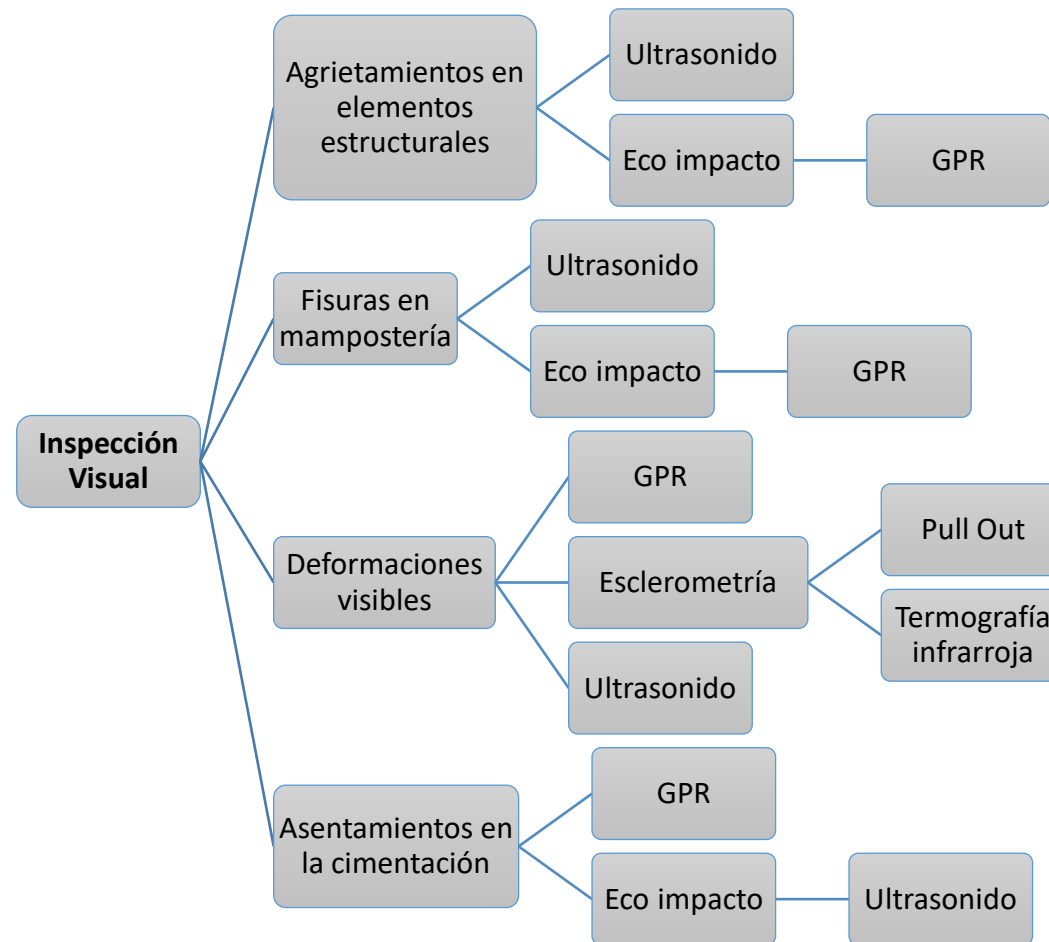 Inspección
Visual
Agrietamientos en
elementos
estructurales
Ultrasonido
Eco impacto
GPR
Fisuras en
mampostería
Ultrasonido
Eco impacto
GPR
Deformaciones
visibles
GPR
Esclerometría
Pull Out
Termografía
infrarroja
Ultrasonido
Asentamientos en
la cimentación
GPR
Eco impacto
Ultrasonido